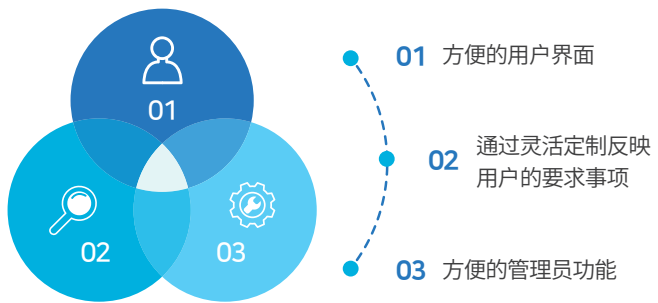 01
02
03
01 方便的用户界面
02 通过灵活定制反映
用户的要求事项
03 方便的管理员功能